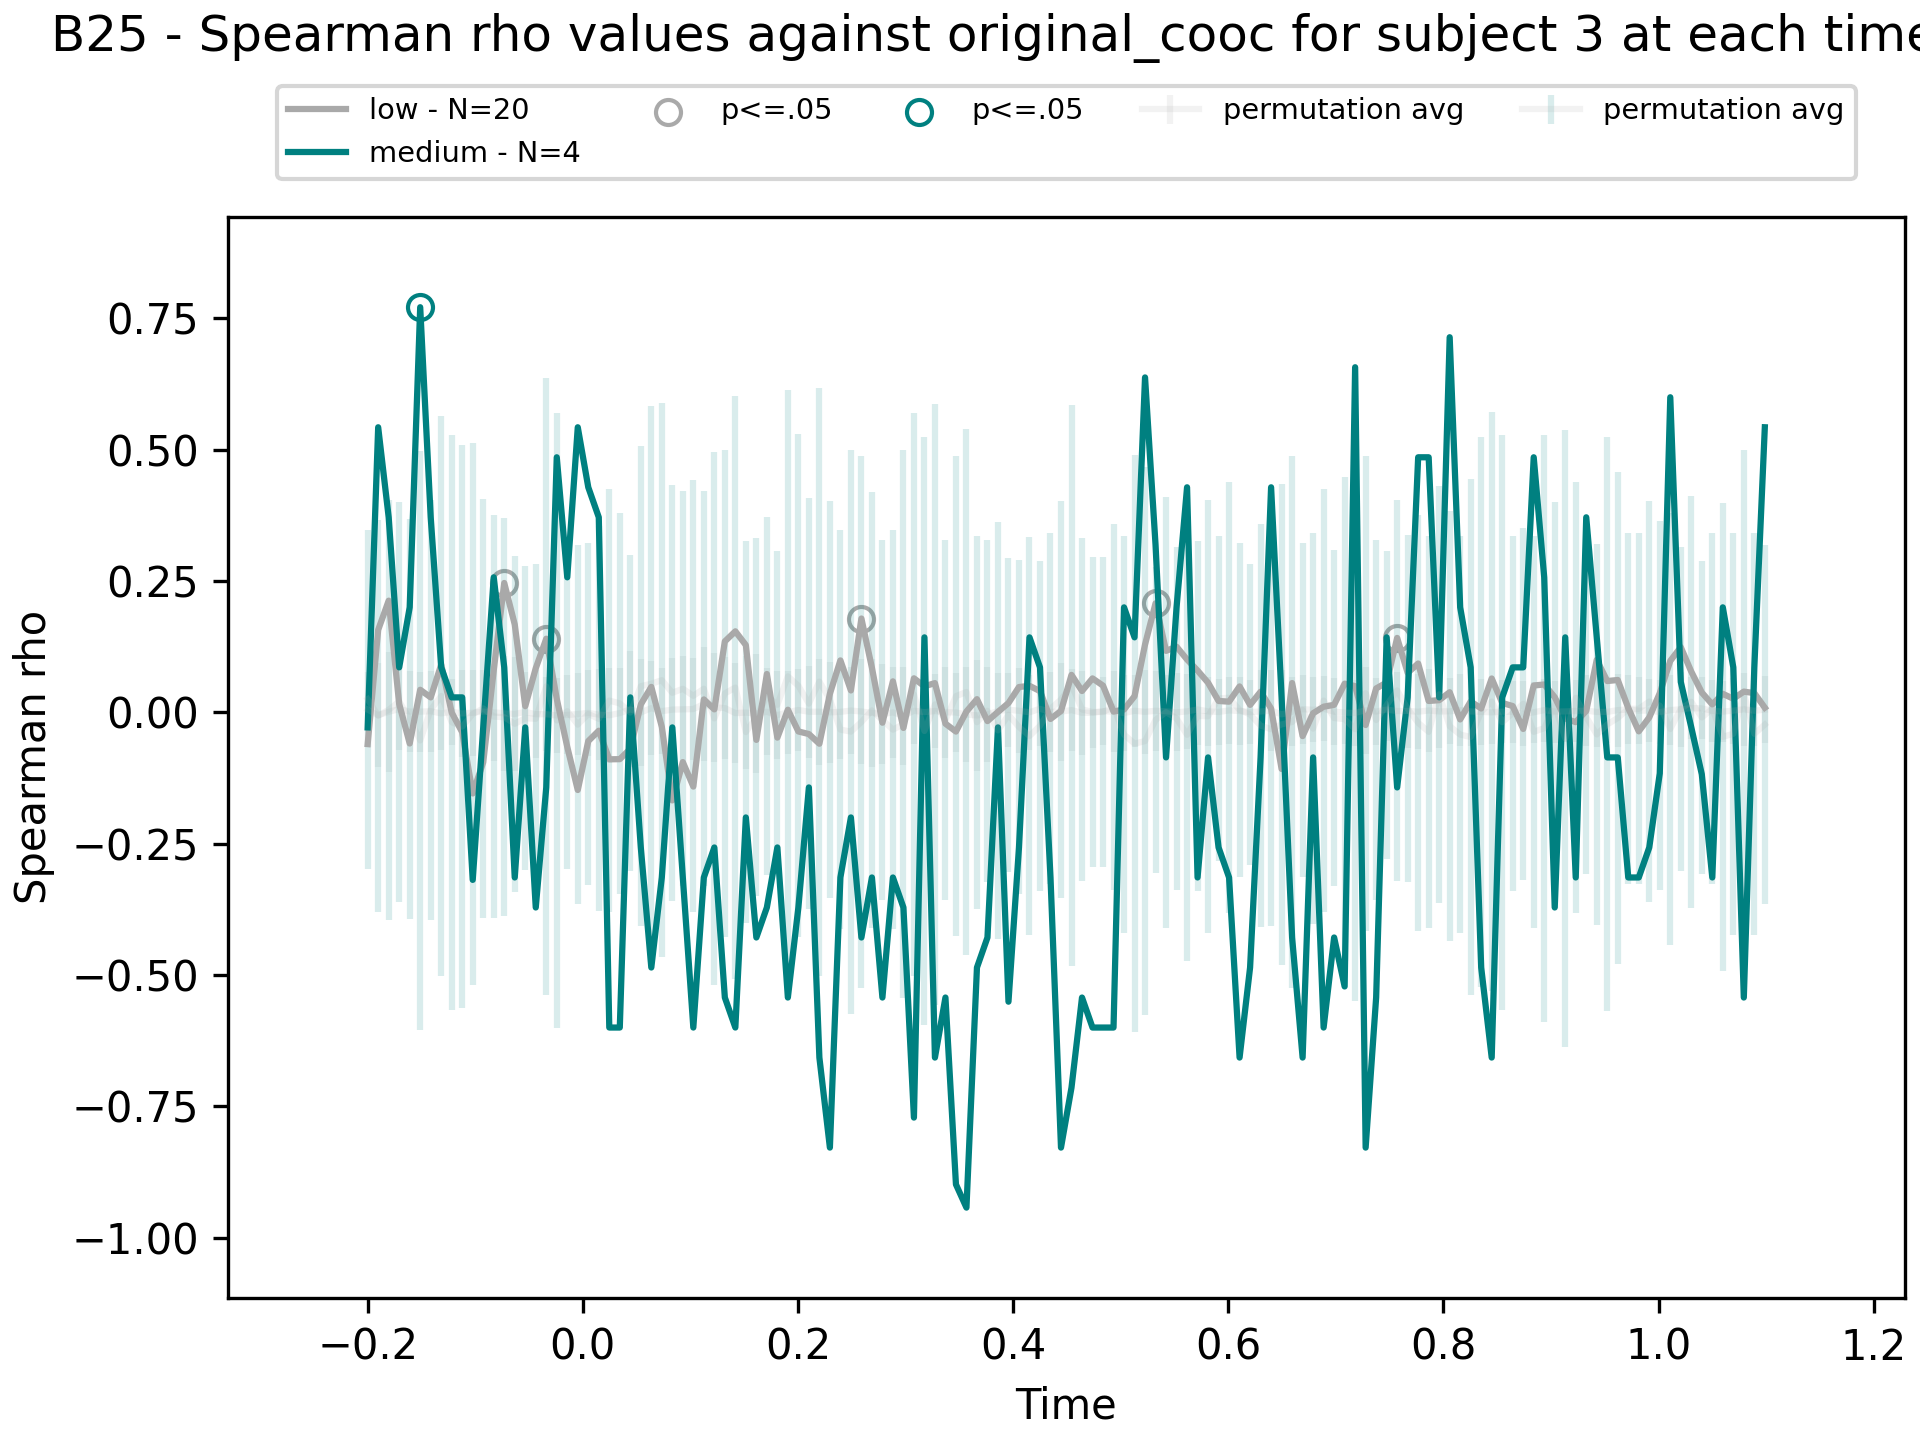 B25 - Spearman rho values against original_cooc for subject 3 at each time
low - N=20
medium - N=4
p<=.05
p<=.05
permutation avg
permutation avg
Spearman rho
0.75
0.50
0.25
0.00
−0.25
−0.50
−0.75
−1.00
−0.2 0.0 0.2 0.4 0.6 0.8 1.0 1.2
Time